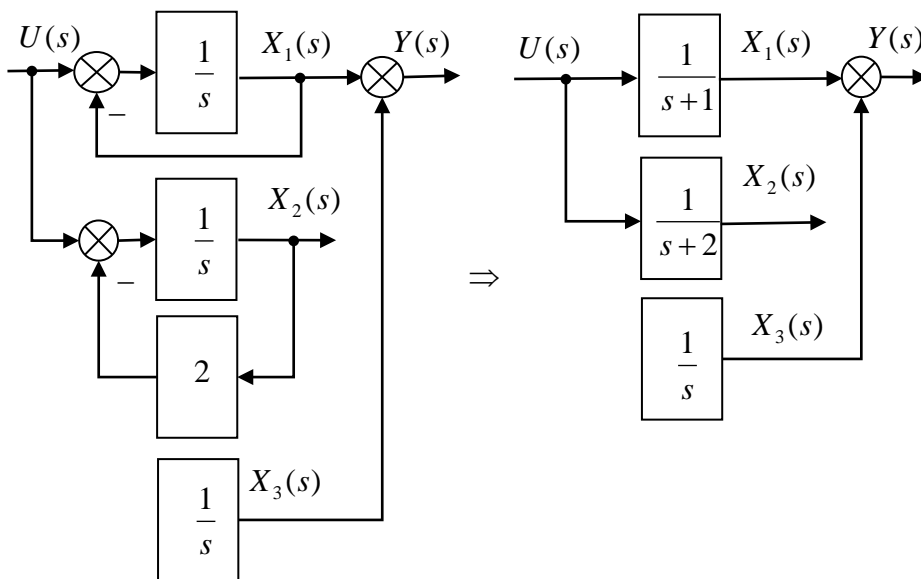 U(s)
1/s
X₁(s)
Y(s)
−
1/s
X₂(s)
−
2
1/s
X₃(s)
⇒
U(s)
1/(s+1)
X₁(s)
Y(s)
1/(s+2)
X₂(s)
1/s
X₃(s)